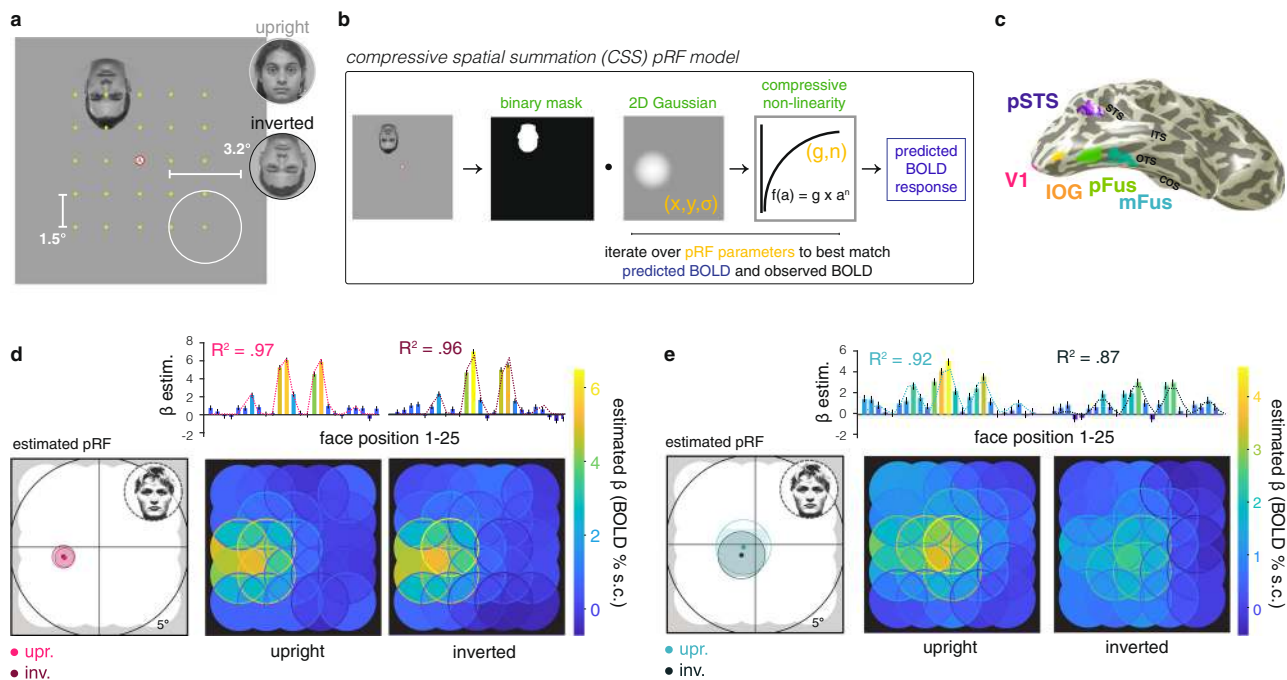 a
upright
inverted
3.2°
1.5°
b
compressive spatial summation (CSS) pRF model
binary mask
2D Gaussian
compressive
non-linearity
(x,y,σ)
(g,n)
f(a) = g x aⁿ
predicted
BOLD
response
iterate over pRF parameters to best match
predicted BOLD and observed BOLD
c
pSTS
STS
ITS
OTS
COS
V1
IOG
pFus
mFus
d
β estim.
8
6
4
2
0
-2
R² = .97
R² = .96
face position 1-25
estimated pRF
5°
upr.
inv.
upright
inverted
6
4
2
0
estimated β (BOLD % s.c.)
e
β estim.
6
4
2
0
-2
R² = .92
R² = .87
face position 1-25
estimated pRF
5°
upr.
inv.
upright
inverted
4
3
2
1
0
estimated β (BOLD % s.c.)